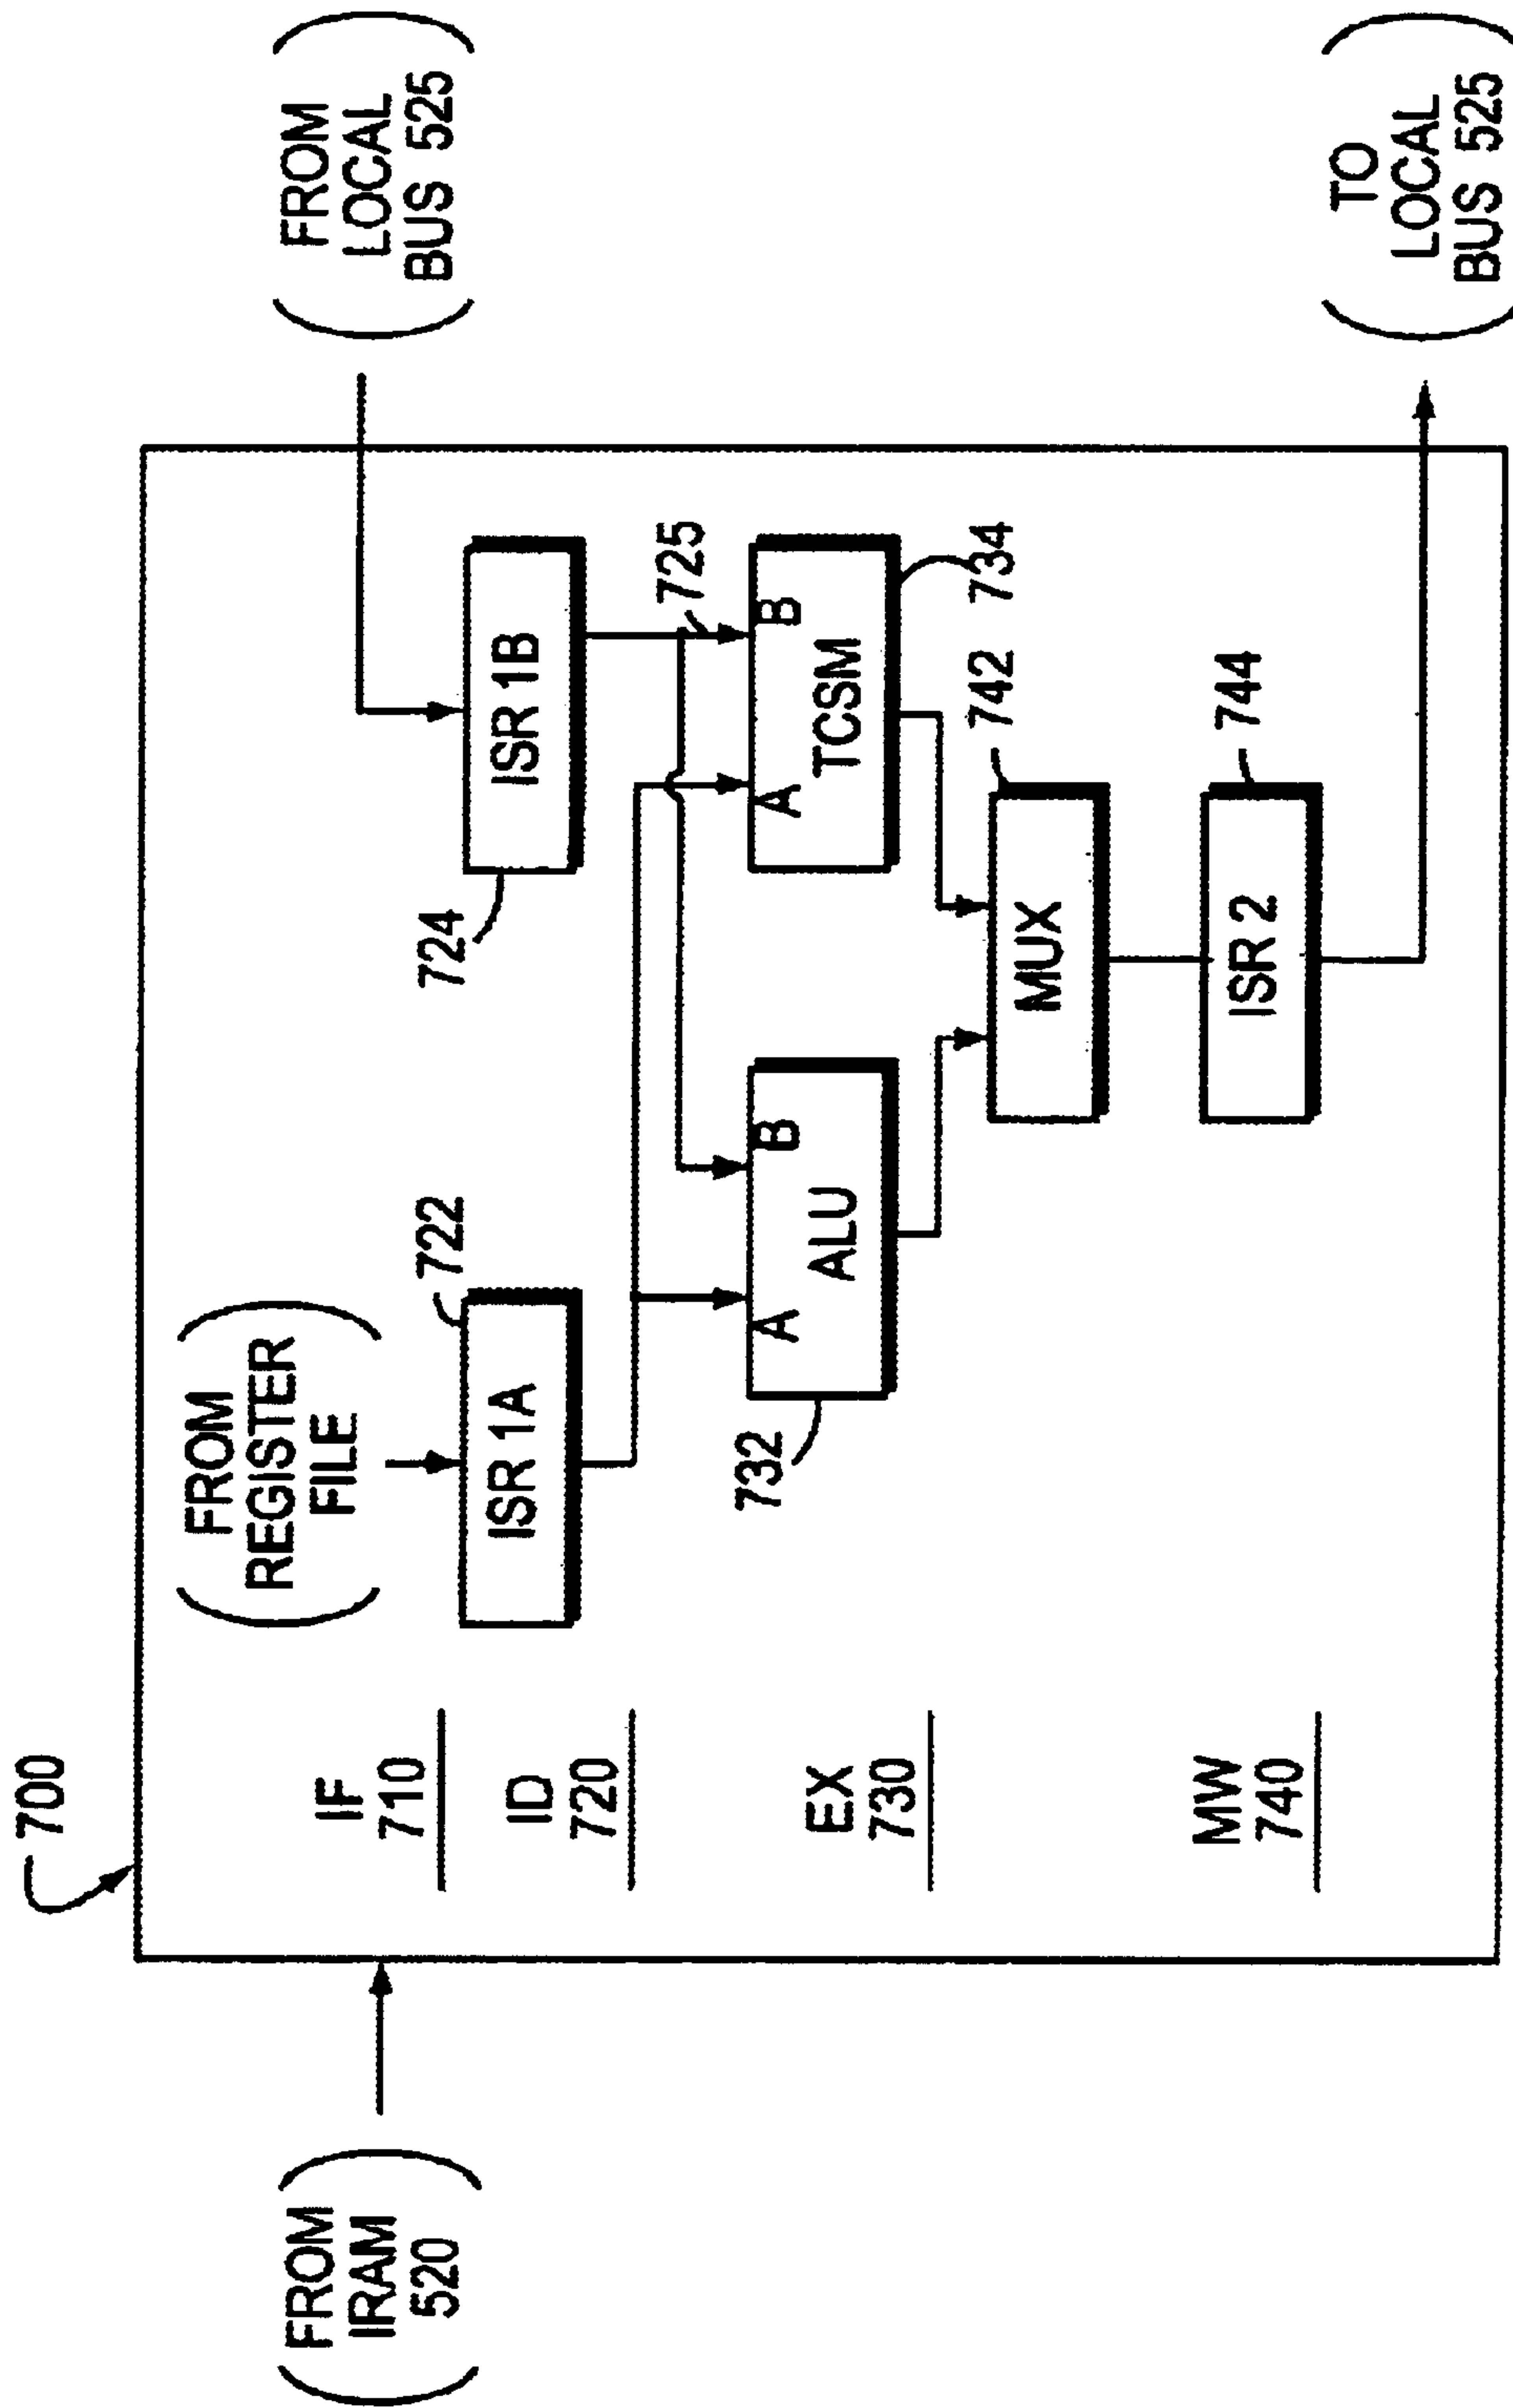 700
FROM
IRAM
520
IF
710
ID
720
EX
730
MW
740
FROM
REGISTER
FILE
FROM
LOCAL
BUS 525
722
ISR 1A
724
ISR 1B
725
732
A
B
ALU
A
B
TCSM
734
742
MUX
744
ISR 2
TO
LOCAL
BUS 525